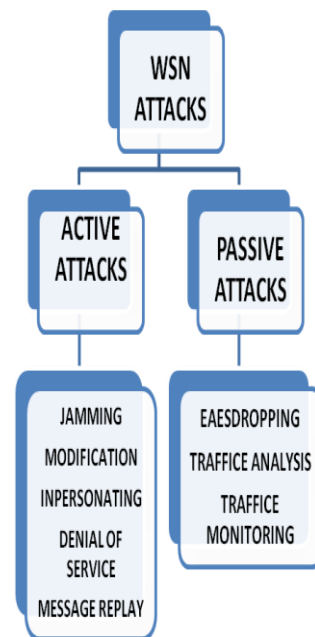 WSN
ATTACKS
ACTIVE
ATTACKS
PASSIVE
ATTACKS
JAMMING
MODIFICATION
INPERSONATING
DENIAL OF
SERVICE
MESSAGE REPLAY
EAESDROPPING
TRAFFICE ANALYSIS
TRAFFICE
MONITORING